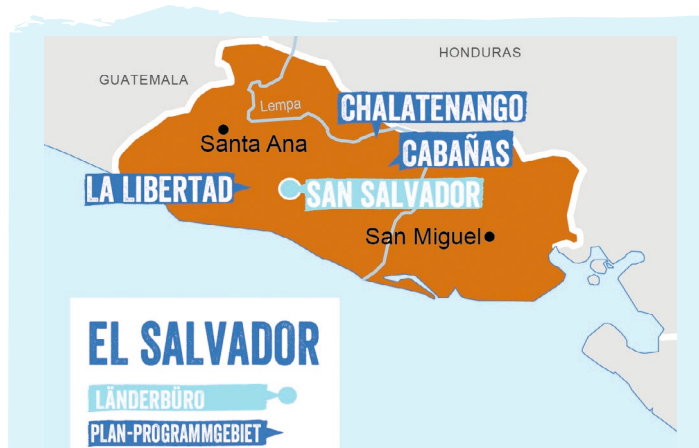 HONDURAS
GUATEMALA
Lempa
CHALATENANGO
Santa Ana
CABAÑAS
LA LIBERTAD
SAN SALVADOR
San Miguel
EL SALVADOR
LÄNDERBÜRO
PLAN-PROGRAMMGEBIET